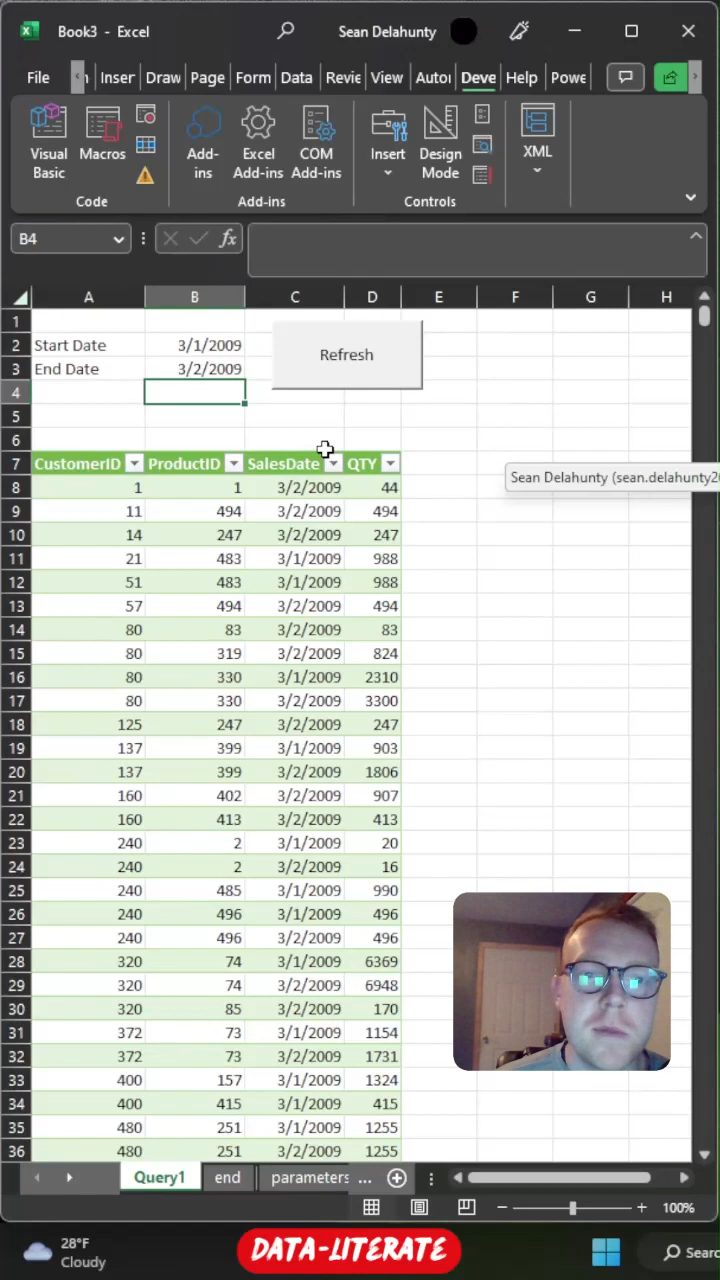 Book3 - Excel
Sean Delahunty
File
Inser
Draw
Page
Form
Data
Revie
View
Autor
Deve
Help
Powe
Visual
Basic
Macros
Add-
ins
Excel
Add-ins
COM
Add-ins
Insert
Design
Mode
XML
Code
Add-ins
Controls
B4
fx
A B C D E F G H
1
2 Start Date 3/1/2009
3 End Date 3/2/2009
Refresh
4
5
6
7 CustomerID ProductID SalesDate QTY
Sean Delahunty (sean.delahunty20
8 1 1 3/2/2009 44
9 11 494 3/2/2009 494
10 14 247 3/2/2009 247
11 21 483 3/1/2009 988
12 51 483 3/1/2009 988
13 57 494 3/2/2009 494
14 80 83 3/2/2009 83
15 80 319 3/2/2009 824
16 80 330 3/1/2009 2310
17 80 330 3/2/2009 3300
18 125 247 3/2/2009 247
19 137 399 3/1/2009 903
20 137 399 3/2/2009 1806
21 160 402 3/2/2009 907
22 160 413 3/2/2009 413
23 240 2 3/1/2009 20
24 240 2 3/2/2009 16
25 240 485 3/1/2009 990
26 240 496 3/1/2009 496
27 240 496 3/2/2009 496
28 320 74 3/1/2009 6369
29 320 74 3/2/2009 6948
30 320 85 3/2/2009 170
31 372 73 3/1/2009 1154
32 372 73 3/2/2009 1731
33 400 157 3/1/2009 1324
34 400 415 3/1/2009 415
35 480 251 3/1/2009 1255
36 480 251 3/2/2009 1255
Query1
end
parameters
...
100%
28°F
Cloudy
DATA-LITERATE
Searc